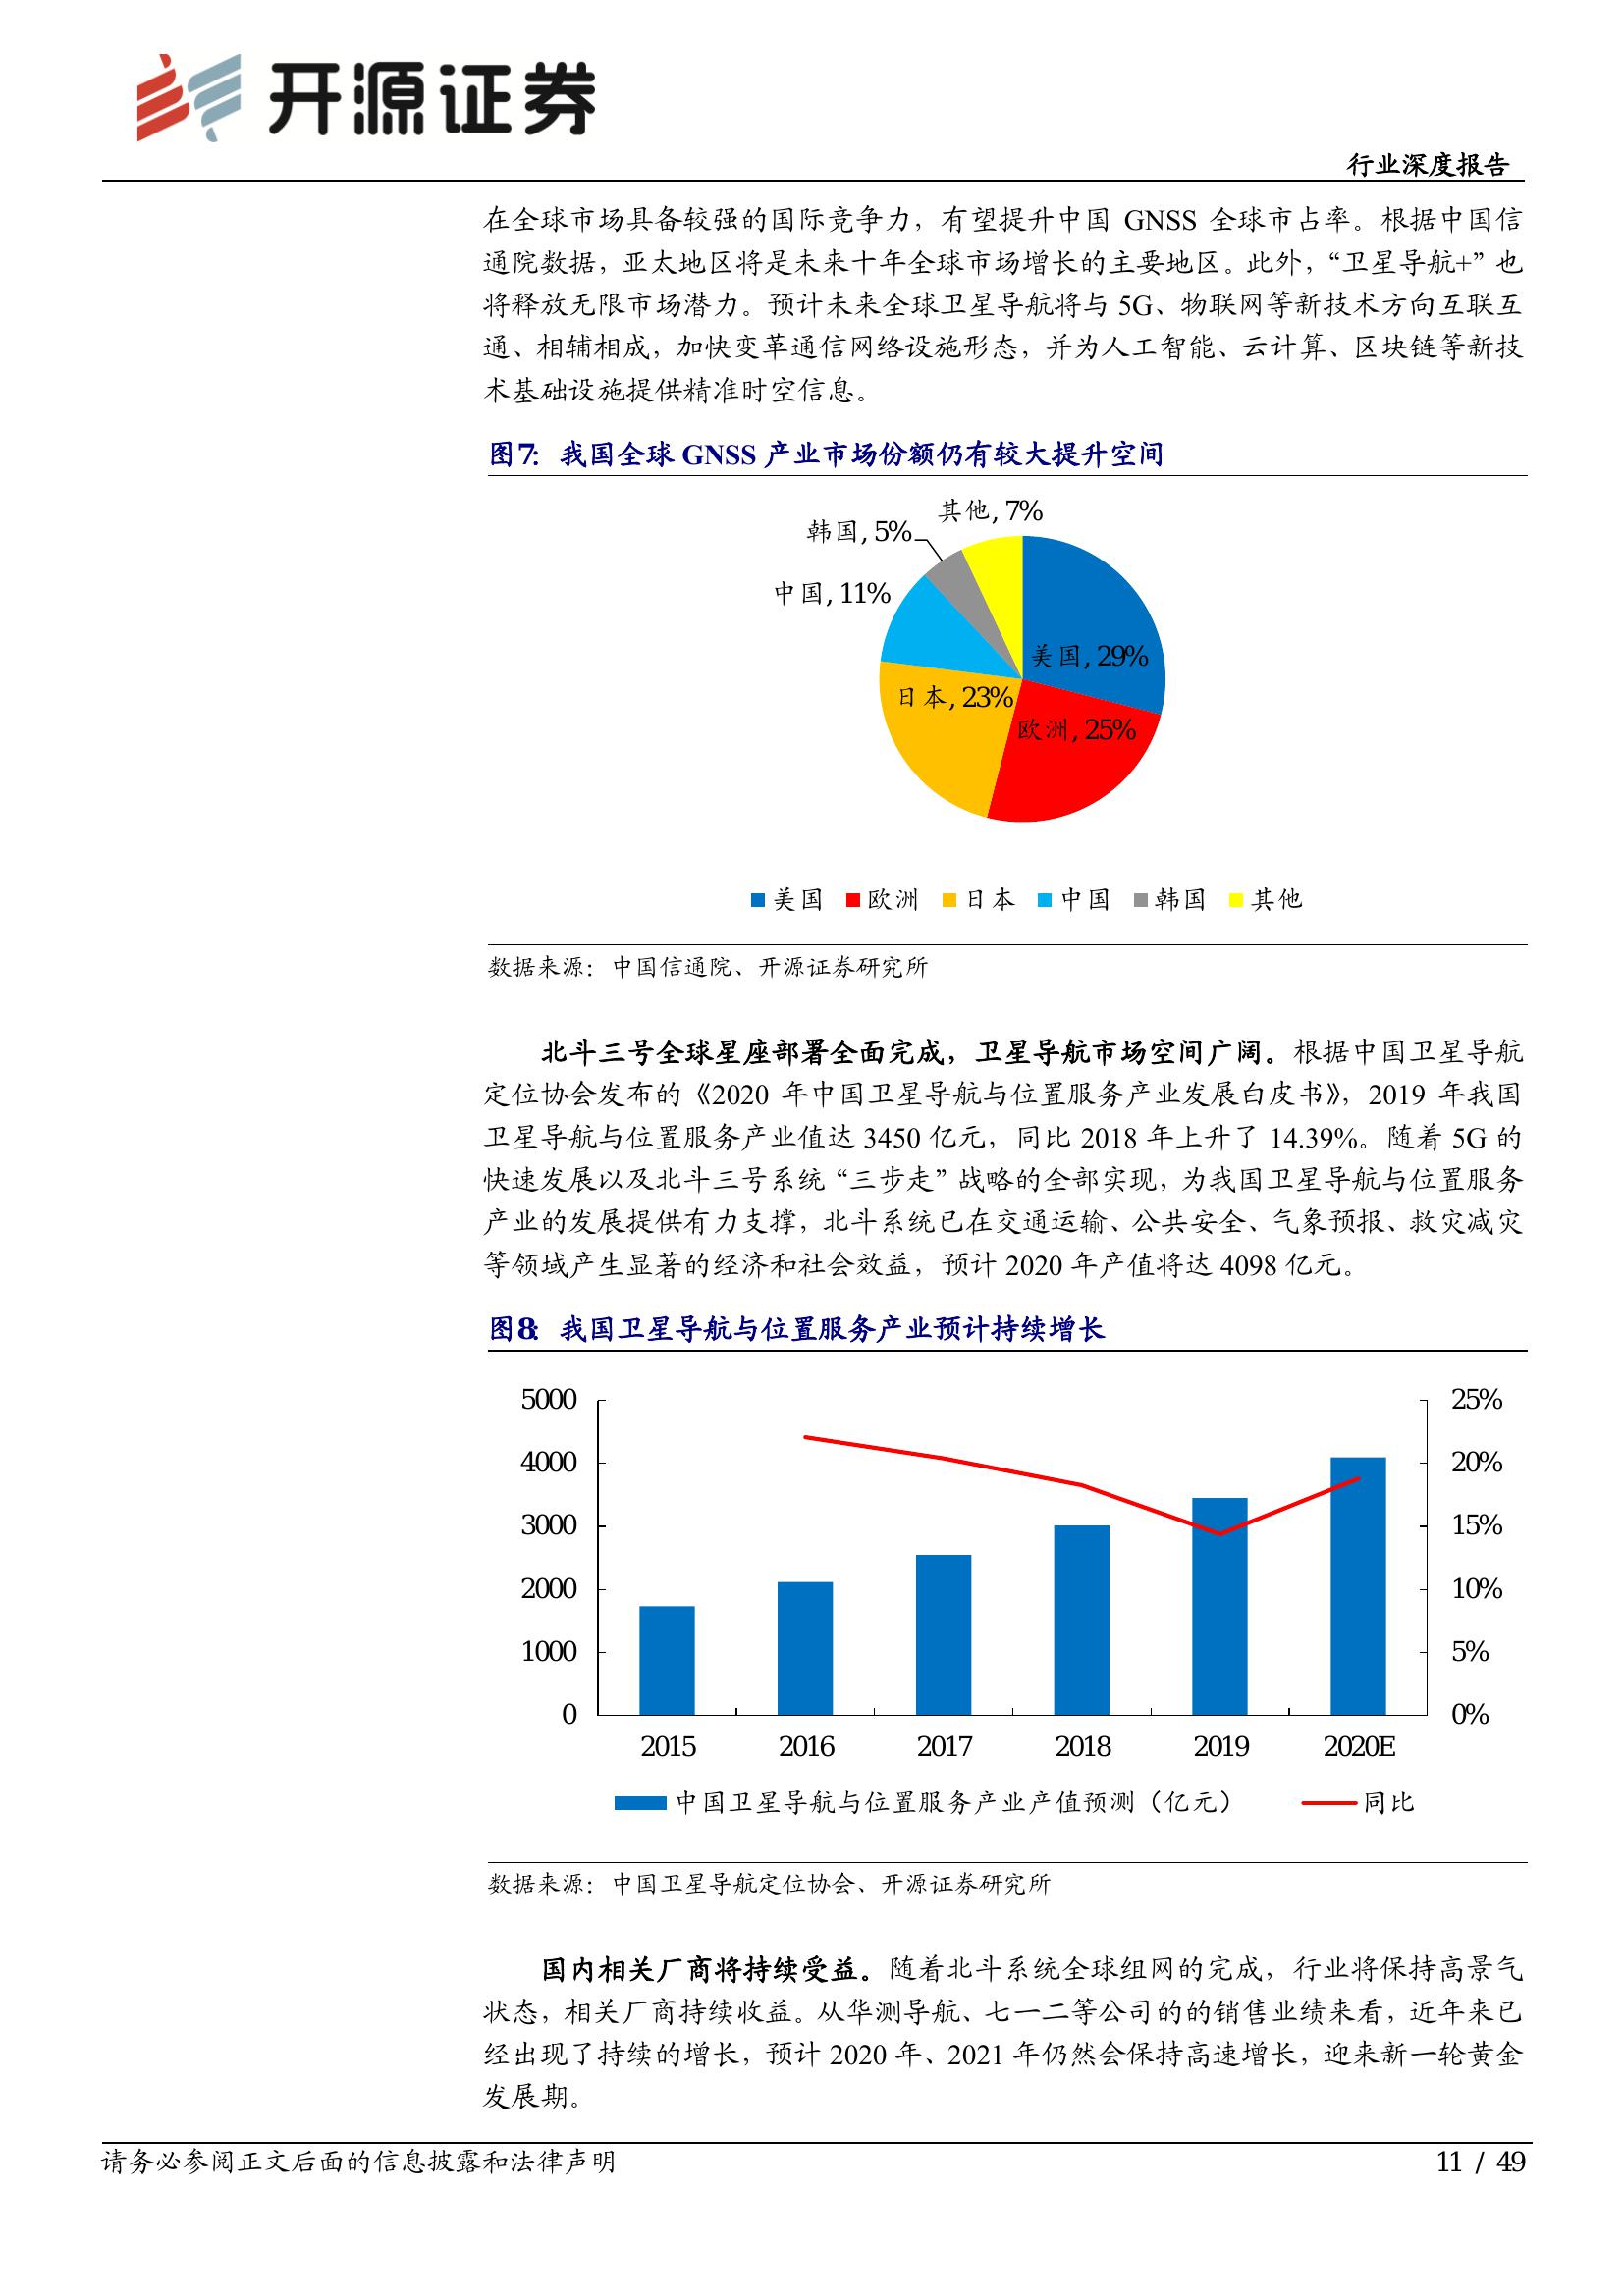 开源证券
行业深度报告
在全球市场具备较强的国际竞争力，有望提升中国 GNSS 全球市占率。根据中国信
通院数据，亚太地区将是未来十年全球市场增长的主要地区。此外，“卫星导航+”也
将释放无限市场潜力。预计未来全球卫星导航将与 5G、物联网等新技术方向互联互
通、相辅相成，加快变革通信网络设施形态，并为人工智能、云计算、区块链等新技
术基础设施提供精准时空信息。
图7： 我国全球 GNSS 产业市场份额仍有较大提升空间
其他, 7%
韩国, 5%
中国, 11%
美国, 29%
日本, 23%
欧洲, 25%
美国 欧洲 日本 中国 韩国 其他
数据来源：中国信通院、开源证券研究所
北斗三号全球星座部署全面完成，卫星导航市场空间广阔。根据中国卫星导航
定位协会发布的《2020 年中国卫星导航与位置服务产业发展白皮书》，2019 年我国
卫星导航与位置服务产业值达 3450 亿元，同比 2018 年上升了 14.39%。随着 5G 的
快速发展以及北斗三号系统“三步走”战略的全部实现，为我国卫星导航与位置服务
产业的发展提供有力支撑，北斗系统已在交通运输、公共安全、气象预报、救灾减灾
等领域产生显著的经济和社会效益，预计 2020 年产值将达 4098 亿元。
图8： 我国卫星导航与位置服务产业预计持续增长
5000 25%
4000 20%
3000 15%
2000 10%
1000 5%
0 0%
2015 2016 2017 2018 2019 2020E
中国卫星导航与位置服务产业产值预测（亿元） 同比
数据来源：中国卫星导航定位协会、开源证券研究所
国内相关厂商将持续受益。随着北斗系统全球组网的完成，行业将保持高景气
状态，相关厂商持续收益。从华测导航、七一二等公司的的销售业绩来看，近年来已
经出现了持续的增长，预计 2020 年、2021 年仍然会保持高速增长，迎来新一轮黄金
发展期。
请务必参阅正文后面的信息披露和法律声明 11 / 49